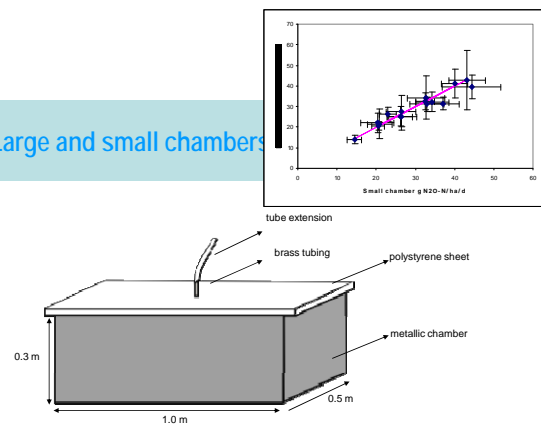 Large and small chambers
70
60
50
40
30
20
10
0
0 10 20 30 40 50 60
Small chamber g N2O-N/ha/d
tube extension
brass tubing
polystyrene sheet
metallic chamber
0.3 m
0.5 m
1.0 m